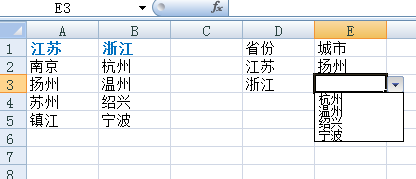 E3 fx
A B C D E
1 江苏 浙江 省份 城市
2 南京 杭州 江苏 扬州
3 扬州 温州 浙江
4 苏州 绍兴 杭州 温州 绍兴
5 镇江 宁波 宁波
6
7
8